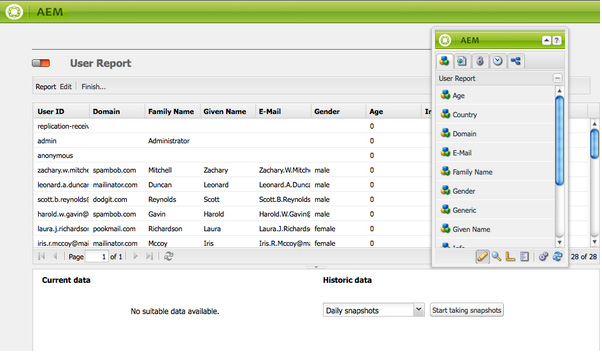 AEM
User Report
Report Edit Finish...
User ID Domain Family Name Given Name E-Mail Gender Age In
replication-receiv 0
admin Administrator 0
anonymous 0
zachary.w.mitche spambob.com Mitchell Zachary Zachary.W.Mitche male 0
leonard.a.duncan mailinator.com Duncan Leonard Leonard.A.Duncan male 0
scott.b.reynolds dodgit.com Reynolds Scott Scott.B.Reynolds male 0
harold.w.gavin@ spambob.com Gavin Harold Harold.W.Gavin@ male 0
laura.j.richardson pookmail.com Richardson Laura Laura.J.Richards female 0
iris.r.mccoy@mai mailinator.com Mccoy Iris Iris.R.Mccoy@ma female 0
Page 1 of 1
28 of 28
AEM
User Report
Age
Country
Domain
E-Mail
Family Name
Gender
Generic
Given Name
Info
Current data
No suitable data available.
Historic data
Daily snapshots Start taking snapshots